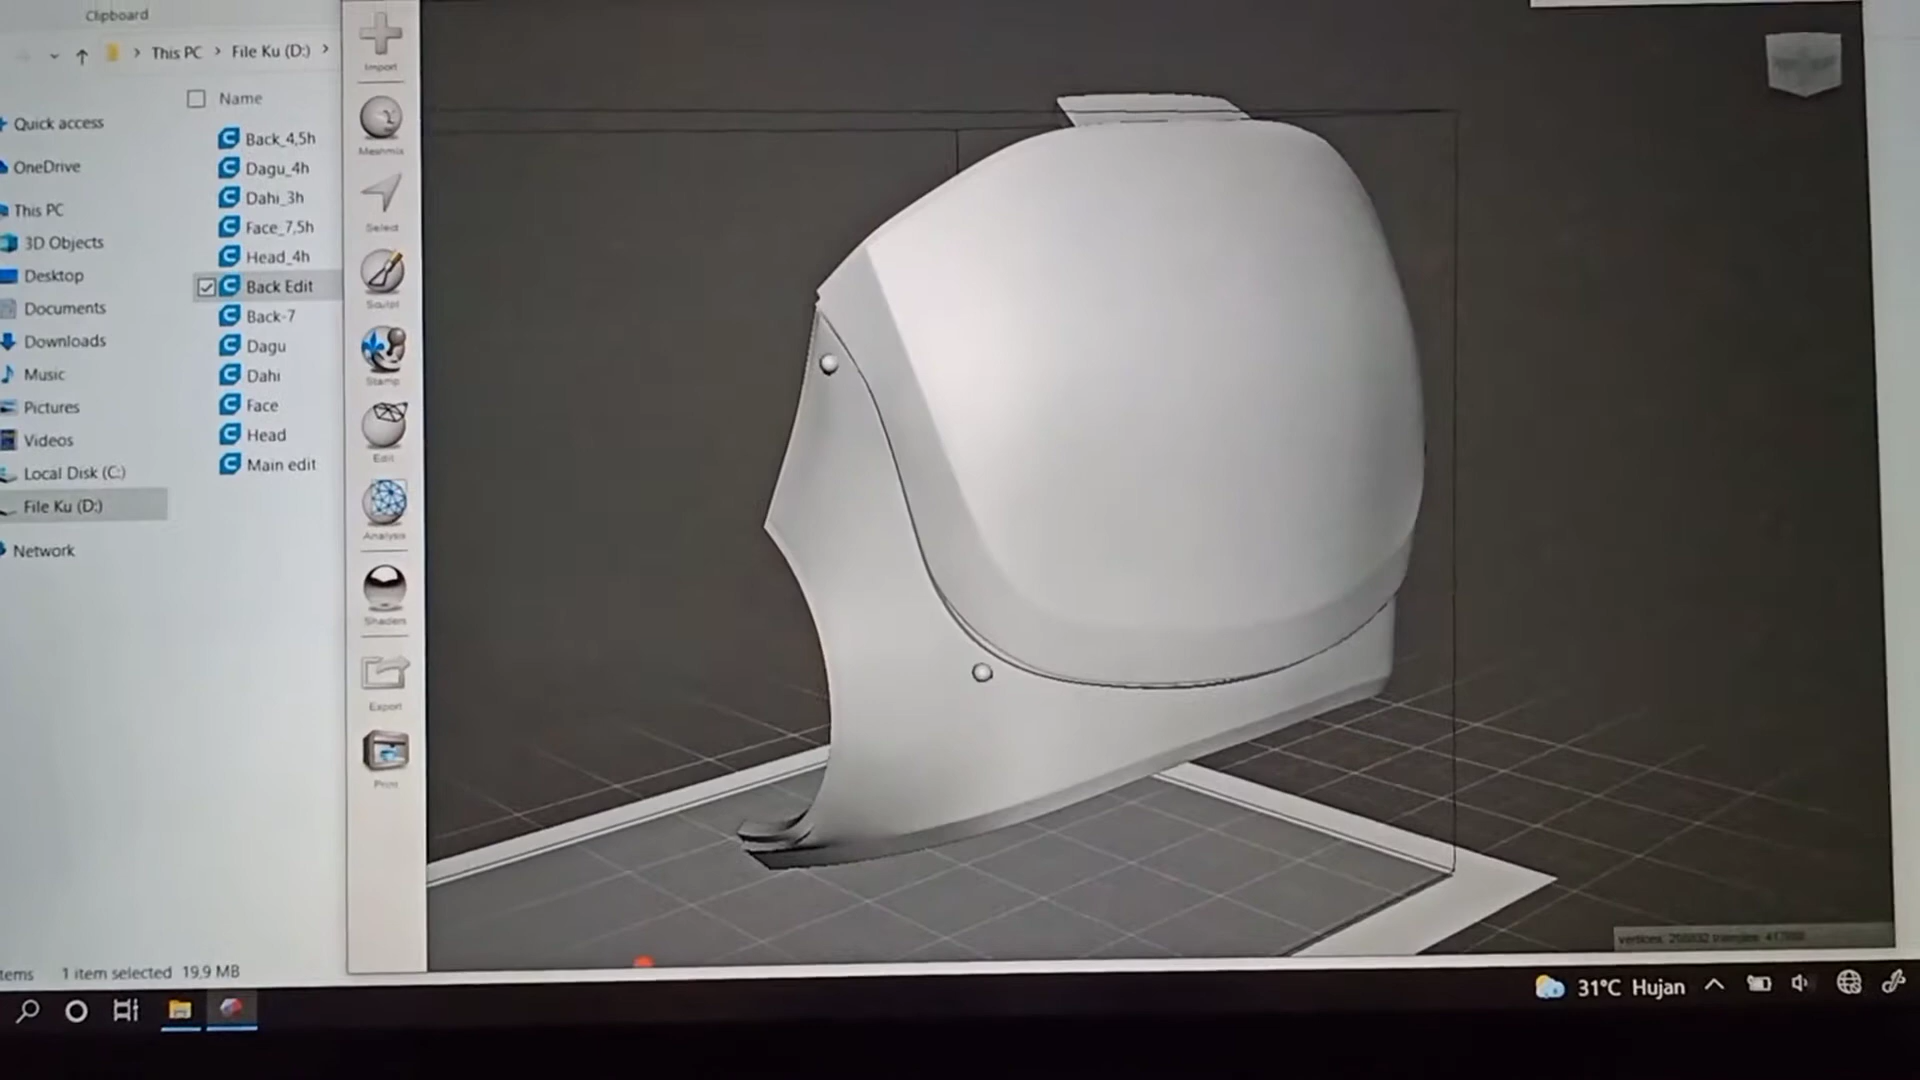 Clipboard
This PC > File Ku (D:) >
Name
Quick access
OneDrive
This PC
3D Objects
Desktop
Documents
Downloads
Music
Pictures
Videos
Local Disk (C:)
File Ku (D:)
Network
Back_4,5h
Dagu_4h
Dahi_3h
Face_7,5h
Head_4h
Back Edit
Back-7
Dagu
Dahi
Face
Head
Main edit
tems 1 item selected 19,9 MB
Import
Meshmix
Select
Sculpt
Stamp
Edit
Analysis
Shaders
Export
Print
31°C Hujan